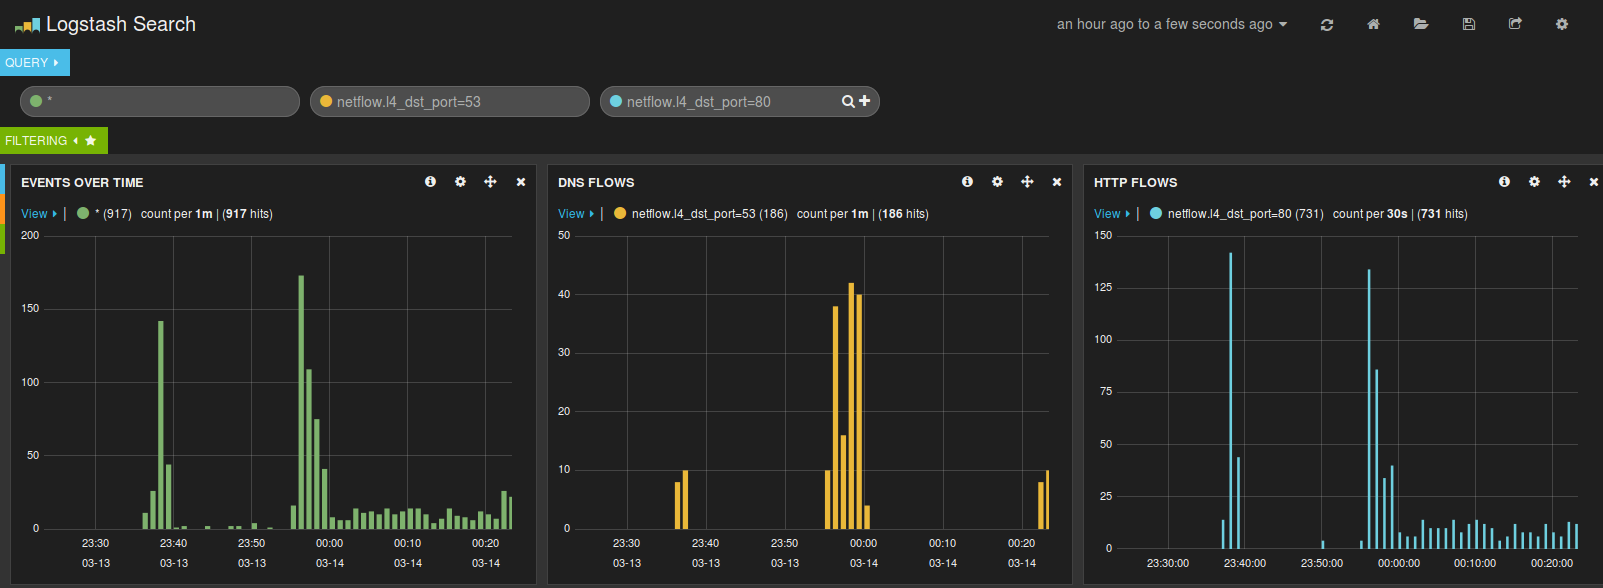 Logstash Search
an hour ago to a few seconds ago
QUERY
*
netflow.l4_dst_port=53
netflow.l4_dst_port=80
FILTERING
EVENTS OVER TIME
View | * (917) count per 1m | (917 hits)
200
150
100
50
0
23:30 23:40 23:50 00:00 00:10 00:20
03-13 03-13 03-13 03-14 03-14 03-14
DNS FLOWS
View | netflow.l4_dst_port=53 (186) count per 1m | (186 hits)
50
40
30
20
10
0
23:30 23:40 23:50 00:00 00:10 00:20
03-13 03-13 03-13 03-14 03-14 03-14
HTTP FLOWS
View | netflow.l4_dst_port=80 (731) count per 30s | (731 hits)
150
125
100
75
50
25
0
23:30:00 23:40:00 23:50:00 00:00:00 00:10:00 00:20:00